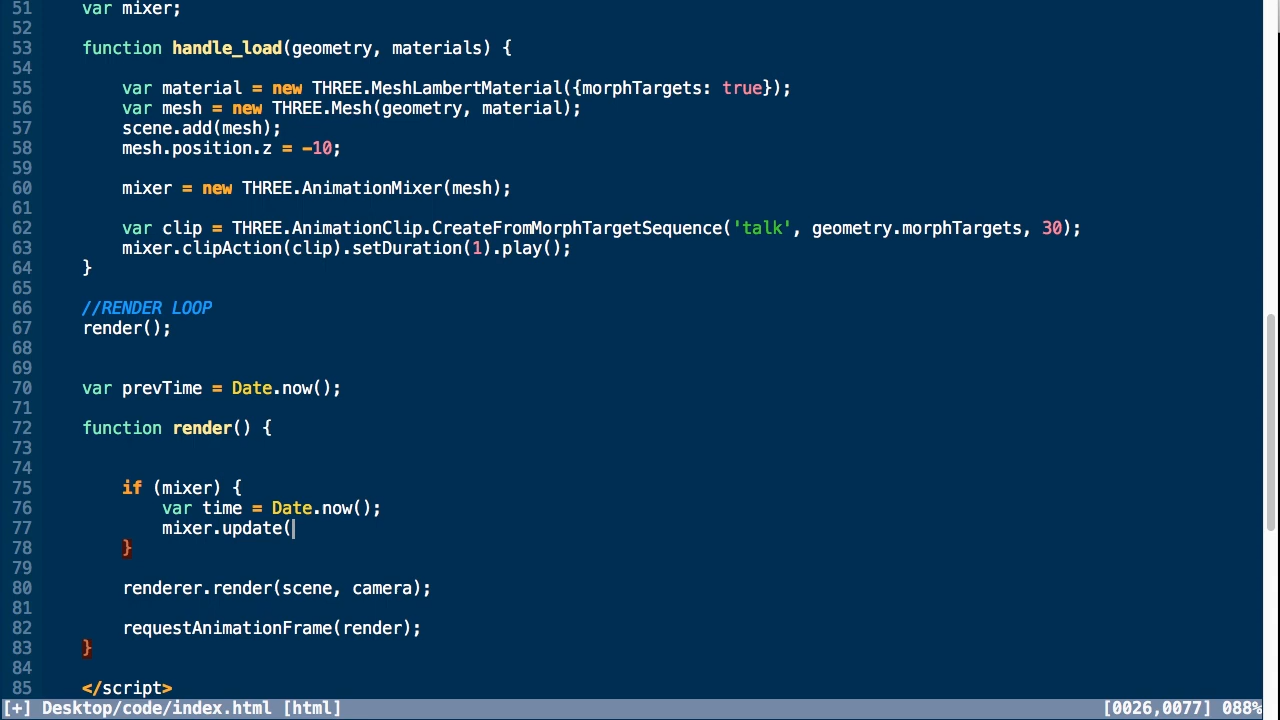 51 var mixer;
52
53 function handle_load(geometry, materials) {
54
55 var material = new THREE.MeshLambertMaterial({morphTargets: true});
56 var mesh = new THREE.Mesh(geometry, material);
57 scene.add(mesh);
58 mesh.position.z = -10;
59
60 mixer = new THREE.AnimationMixer(mesh);
61
62 var clip = THREE.AnimationClip.CreateFromMorphTargetSequence('talk', geometry.morphTargets, 30);
63 mixer.clipAction(clip).setDuration(1).play();
64 }
65
66 //RENDER LOOP
67 render();
68
69
70 var prevTime = Date.now();
71
72 function render() {
73
74
75 if (mixer) {
76 var time = Date.now();
77 mixer.update(
78 }
79
80 renderer.render(scene, camera);
81
82 requestAnimationFrame(render);
83 }
84
85 </script>
[+] Desktop/code/index.html [html] [0026,0077] 088%